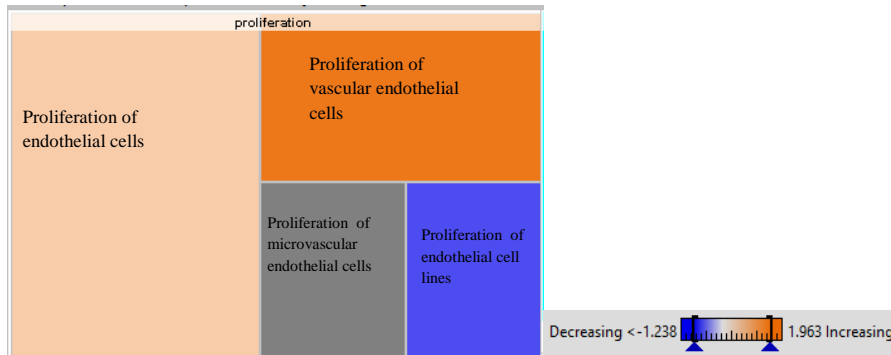 proliferation
Proliferation of
vascular endothelial
cells
Proliferation of
endothelial cells
Proliferation of
microvascular
endothelial cells
Proliferation of
endothelial cell
lines
Decreasing <-1.238 1.963 Increasing